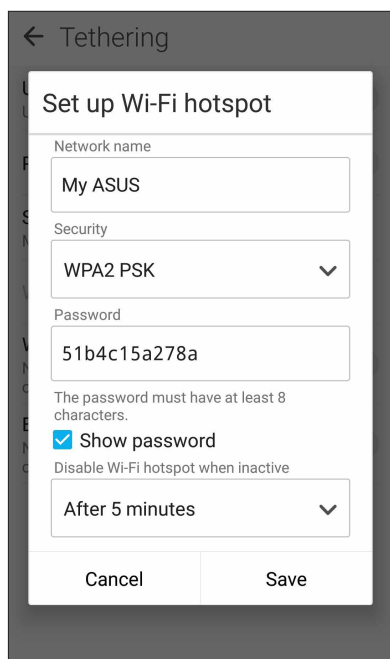 Tethering
Set up Wi-Fi hotspot
Network name
My ASUS
Security
WPA2 PSK
Password
51b4c15a278a
The password must have at least 8
characters.
Show password
Disable Wi-Fi hotspot when inactive
After 5 minutes
Cancel Save